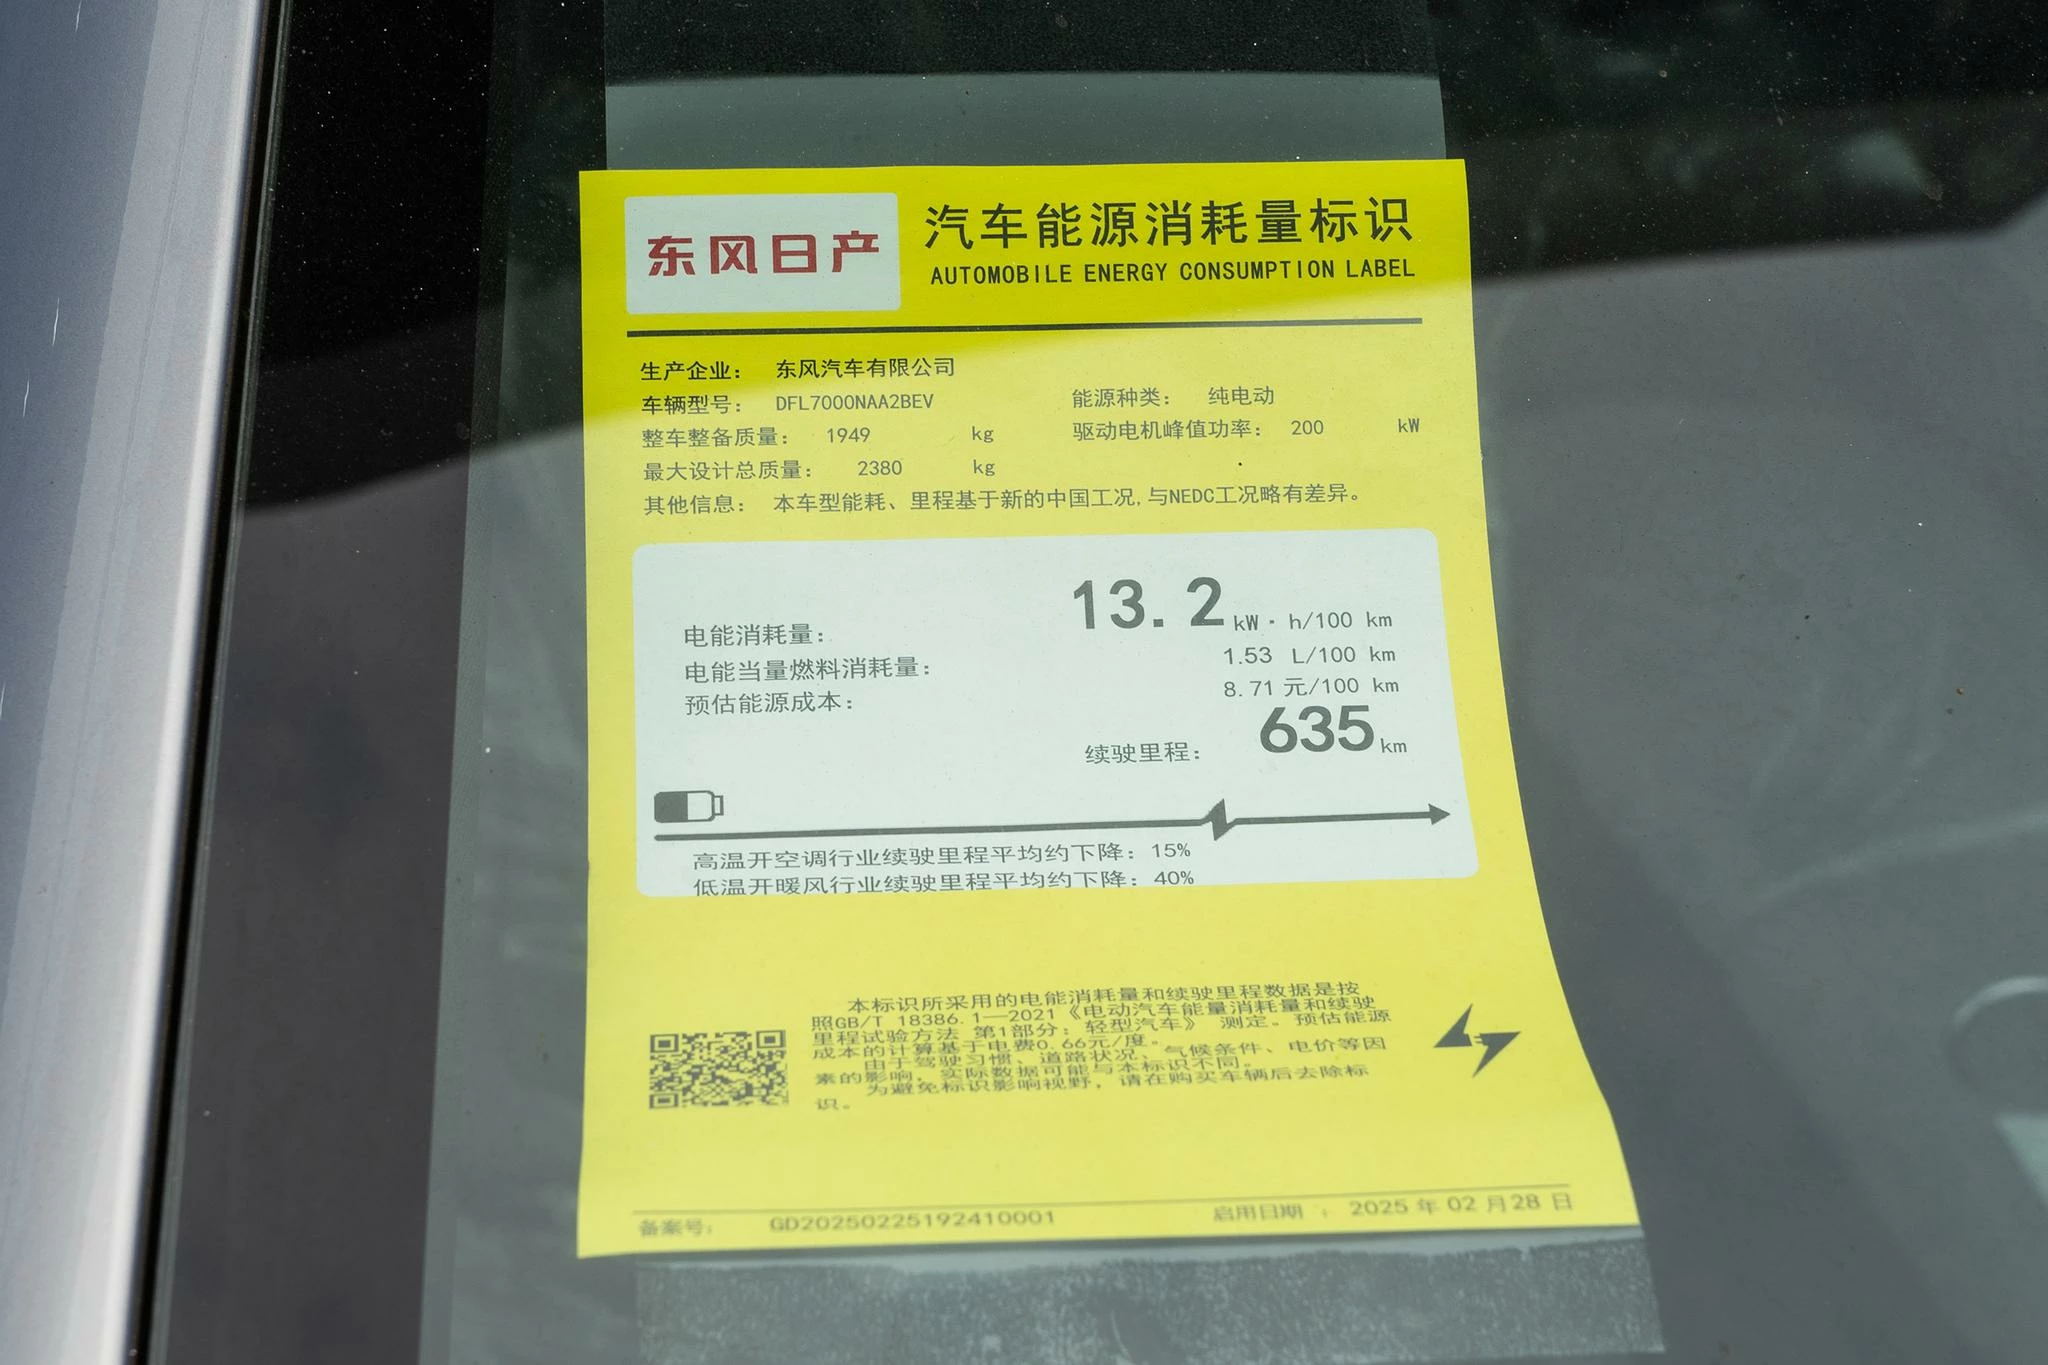 东风日产
汽车能源消耗量标识
AUTOMOBILE ENERGY CONSUMPTION LABEL
生产企业： 东风汽车有限公司
车辆型号： DFL7000NAA2BEV 能源种类： 纯电动
整车整备质量： 1949 kg 驱动电机峰值功率： 200 kW
最大设计总质量： 2380 kg
其他信息： 本车型能耗、里程基于新的中国工况,与NEDC工况略有差异。
电能消耗量： 13.2 kW·h/100 km
电能当量燃料消耗量： 1.53 L/100 km
预估能源成本： 8.71 元/100 km
续驶里程： 635 km
高温开空调行业续驶里程平均约下降：15%
低温开暖风行业续驶里程平均约下降：40%
本标识所采用的电能消耗量和续驶里程数据是按
照GB/T 18386.1—2021《电动汽车能量消耗量和续驶
里程试验方法 第1部分：轻型汽车》 测定。预估能源
成本的计算基于电费0.66元/度。
由于驾驶习惯、道路状况、气候条件、电价等因
素的影响，实际数据可能与本标识不同。
为避免标识影响视野，请在购买车辆后去除标
识。
备案号： GD20250225192410001 启用日期 ： 2025 年 02 月 28 日